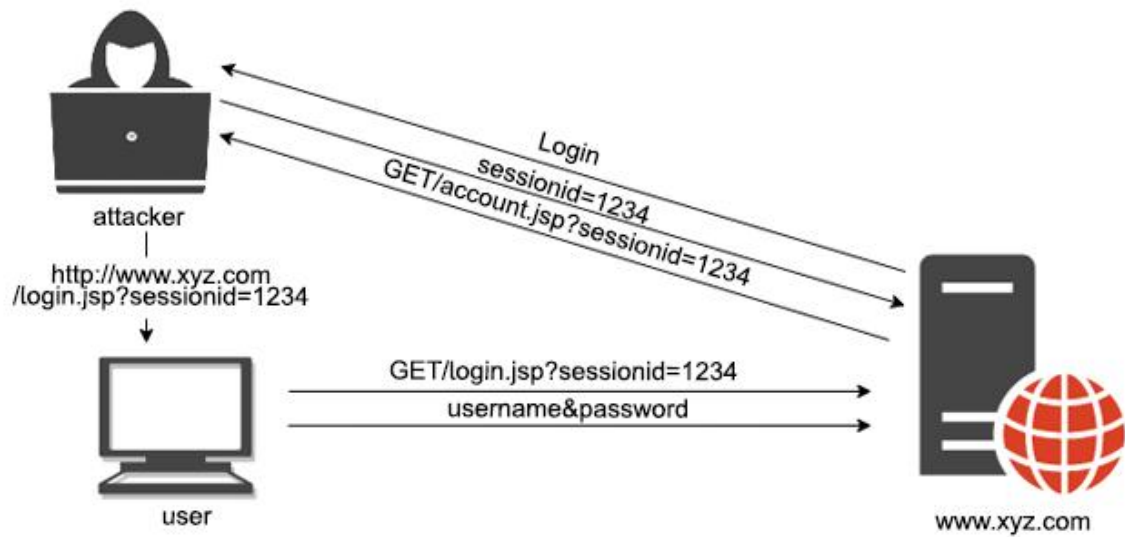 Login
sessionid=1234
GET/account.jsp?sessionid=1234
attacker
http://www.xyz.com
/login.jsp?sessionid=1234
GET/login.jsp?sessionid=1234
username&password
user
www.xyz.com